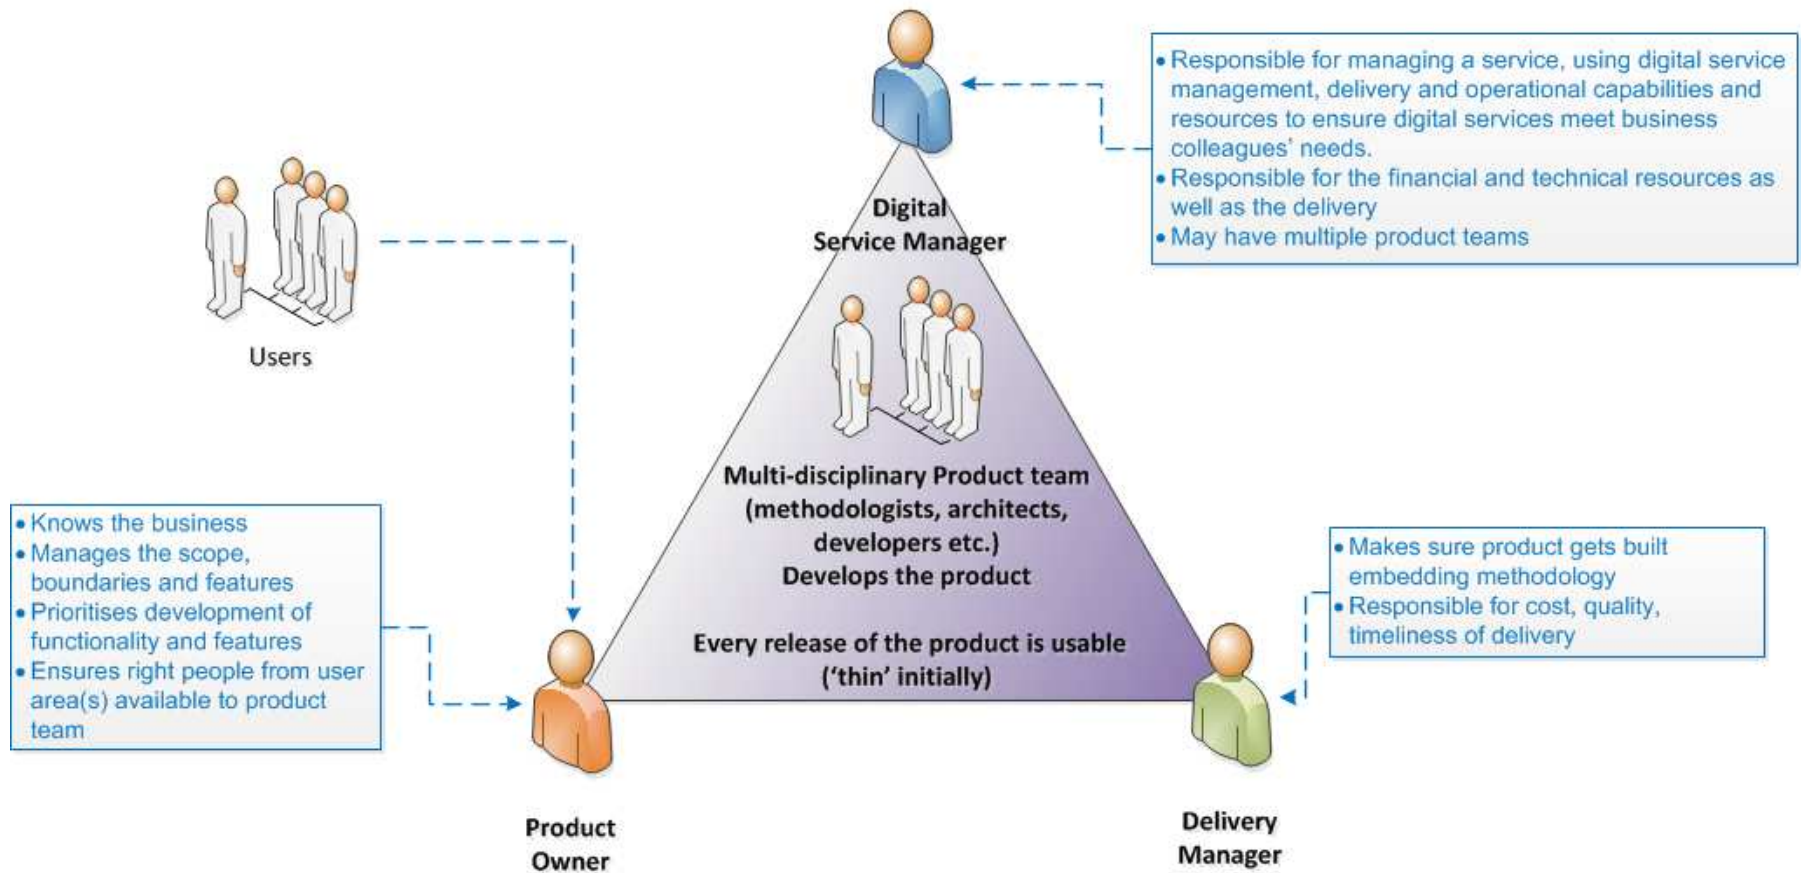 • Responsible for managing a service, using digital service
management, delivery and operational capabilities and
resources to ensure digital services meet business
colleagues’ needs.
• Responsible for the financial and technical resources as
well as the delivery
• May have multiple product teams
Digital
Service Manager
Users
Multi-disciplinary Product team
(methodologists, architects,
developers etc.)
Develops the product
Every release of the product is usable
(‘thin’ initially)
• Knows the business
• Manages the scope,
boundaries and features
• Prioritises development of
functionality and features
• Ensures right people from user
area(s) available to product
team
• Makes sure product gets built
embedding methodology
• Responsible for cost, quality,
timeliness of delivery
Product
Owner
Delivery
Manager